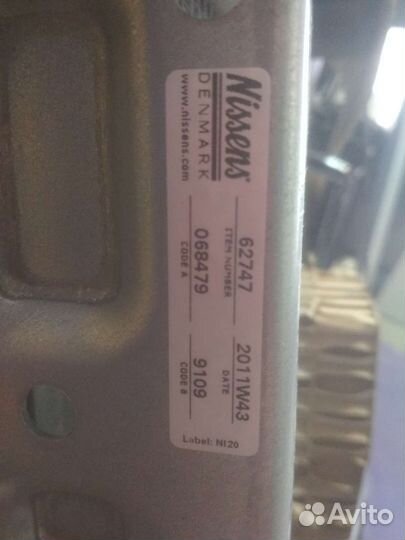 Nissens
DENMARK
www.nissens.com
62747
ITEM NUMBER
2011W43
DATE
068479
CODE A
9109
CODE B
Label: NI20
Avito